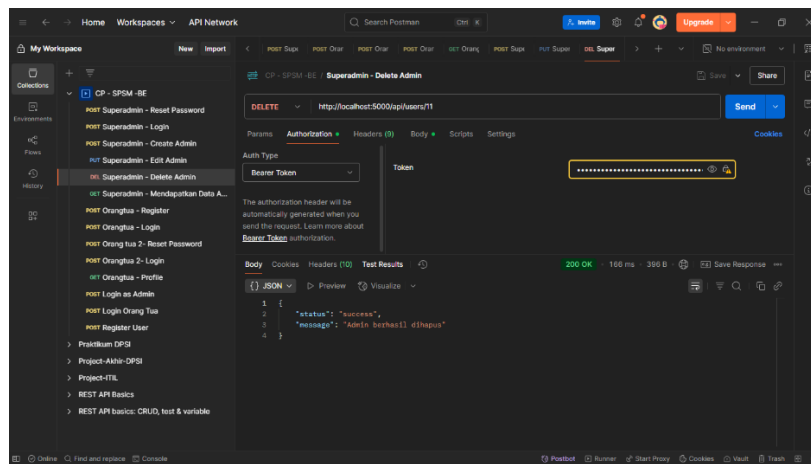 Home Workspaces API Network
Search Postman Ctrl K
Invite
Upgrade
My Workspace
New Import
POST Supe
POST Orar
POST Orar
POST Orar
GET Orang
POST Supe
PUT Super
DEL Super
No environment
Collections
Environments
Flows
History
CP - SPSM -BE
POST Superadmin - Reset Password
POST Superadmin - Login
POST Superadmin - Create Admin
PUT Superadmin - Edit Admin
DEL Superadmin - Delete Admin
GET Superadmin - Mendapatkan Data A...
POST Orangtua - Register
POST Orangtua - Login
POST Orang tua 2- Reset Password
POST Orangtua 2- Login
GET Orangtua - Profile
POST Login as Admin
POST Login Orang Tua
POST Register User
Praktikum DPSI
Project-Akhir-DPSI
Project-ITIL
REST API Basics
REST API basics: CRUD, test & variable
CP - SPSM -BE / Superadmin - Delete Admin
Save
Share
DELETE
http://localhost:5000/api/users/11
Send
Params Authorization Headers (9) Body Scripts Settings
Cookies
Auth Type
Bearer Token
Token
The authorization header will be
automatically generated when you
send the request. Learn more about
Bearer Token authorization.
Body Cookies Headers (10) Test Results
200 OK 166 ms 396 B
Save Response
{} JSON Preview Visualize
1 {
2 "status": "success",
3 "message": "Admin berhasil dihapus"
4 }
Online Find and replace Console
Postbot Runner Start Proxy Cookies Vault Trash